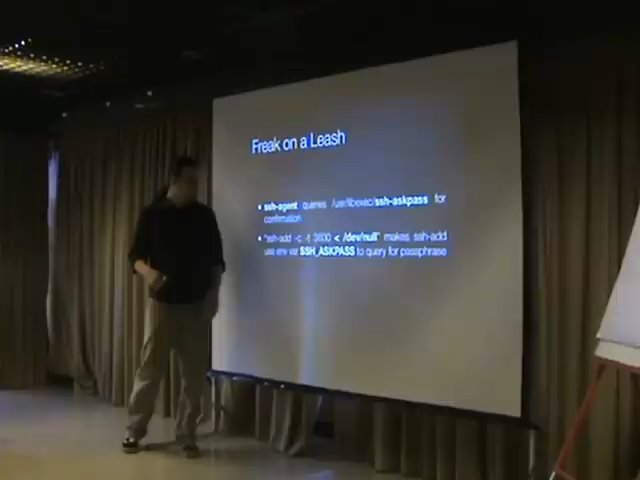 Freak on a Leash
• ssh-agent queries /usr/libexec/ssh-askpass for
confirmation
• "ssh-add -c -t 3600 < /dev/null" makes ssh-add
use env var SSH_ASKPASS to query for passphrase